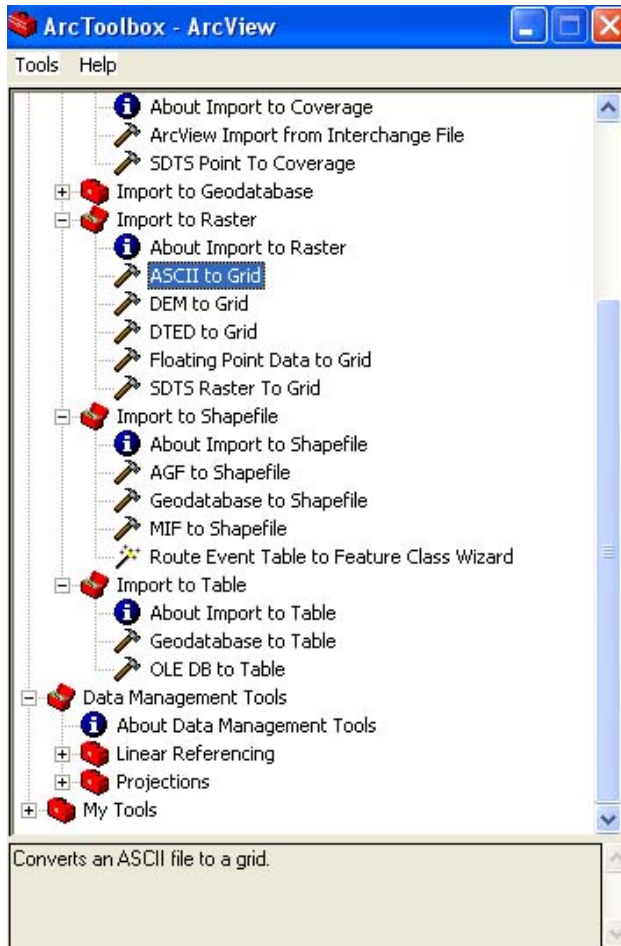 ArcToolbox - ArcView
Tools Help
About Import to Coverage
ArcView Import from Interchange File
SDTS Point To Coverage
Import to Geodatabase
Import to Raster
About Import to Raster
ASCII to Grid
DEM to Grid
DTED to Grid
Floating Point Data to Grid
SDTS Raster To Grid
Import to Shapefile
About Import to Shapefile
AGF to Shapefile
Geodatabase to Shapefile
MIF to Shapefile
Route Event Table to Feature Class Wizard
Import to Table
About Import to Table
Geodatabase to Table
OLE DB to Table
Data Management Tools
About Data Management Tools
Linear Referencing
Projections
My Tools
Converts an ASCII file to a grid.